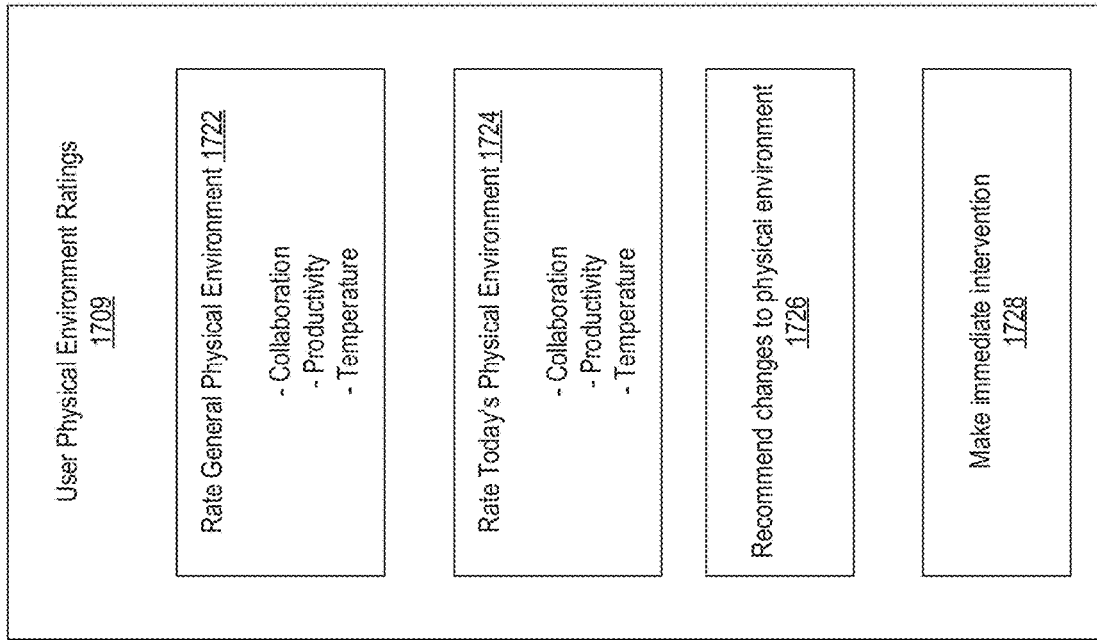 User Physical Environment Ratings
1709
Rate General Physical Environment 1722
- Collaboration
- Productivity
- Temperature
Rate Today's Physical Environment 1724
- Collaboration
- Productivity
- Temperature
Recommend changes to physical environment
1726
Make immediate intervention
1728